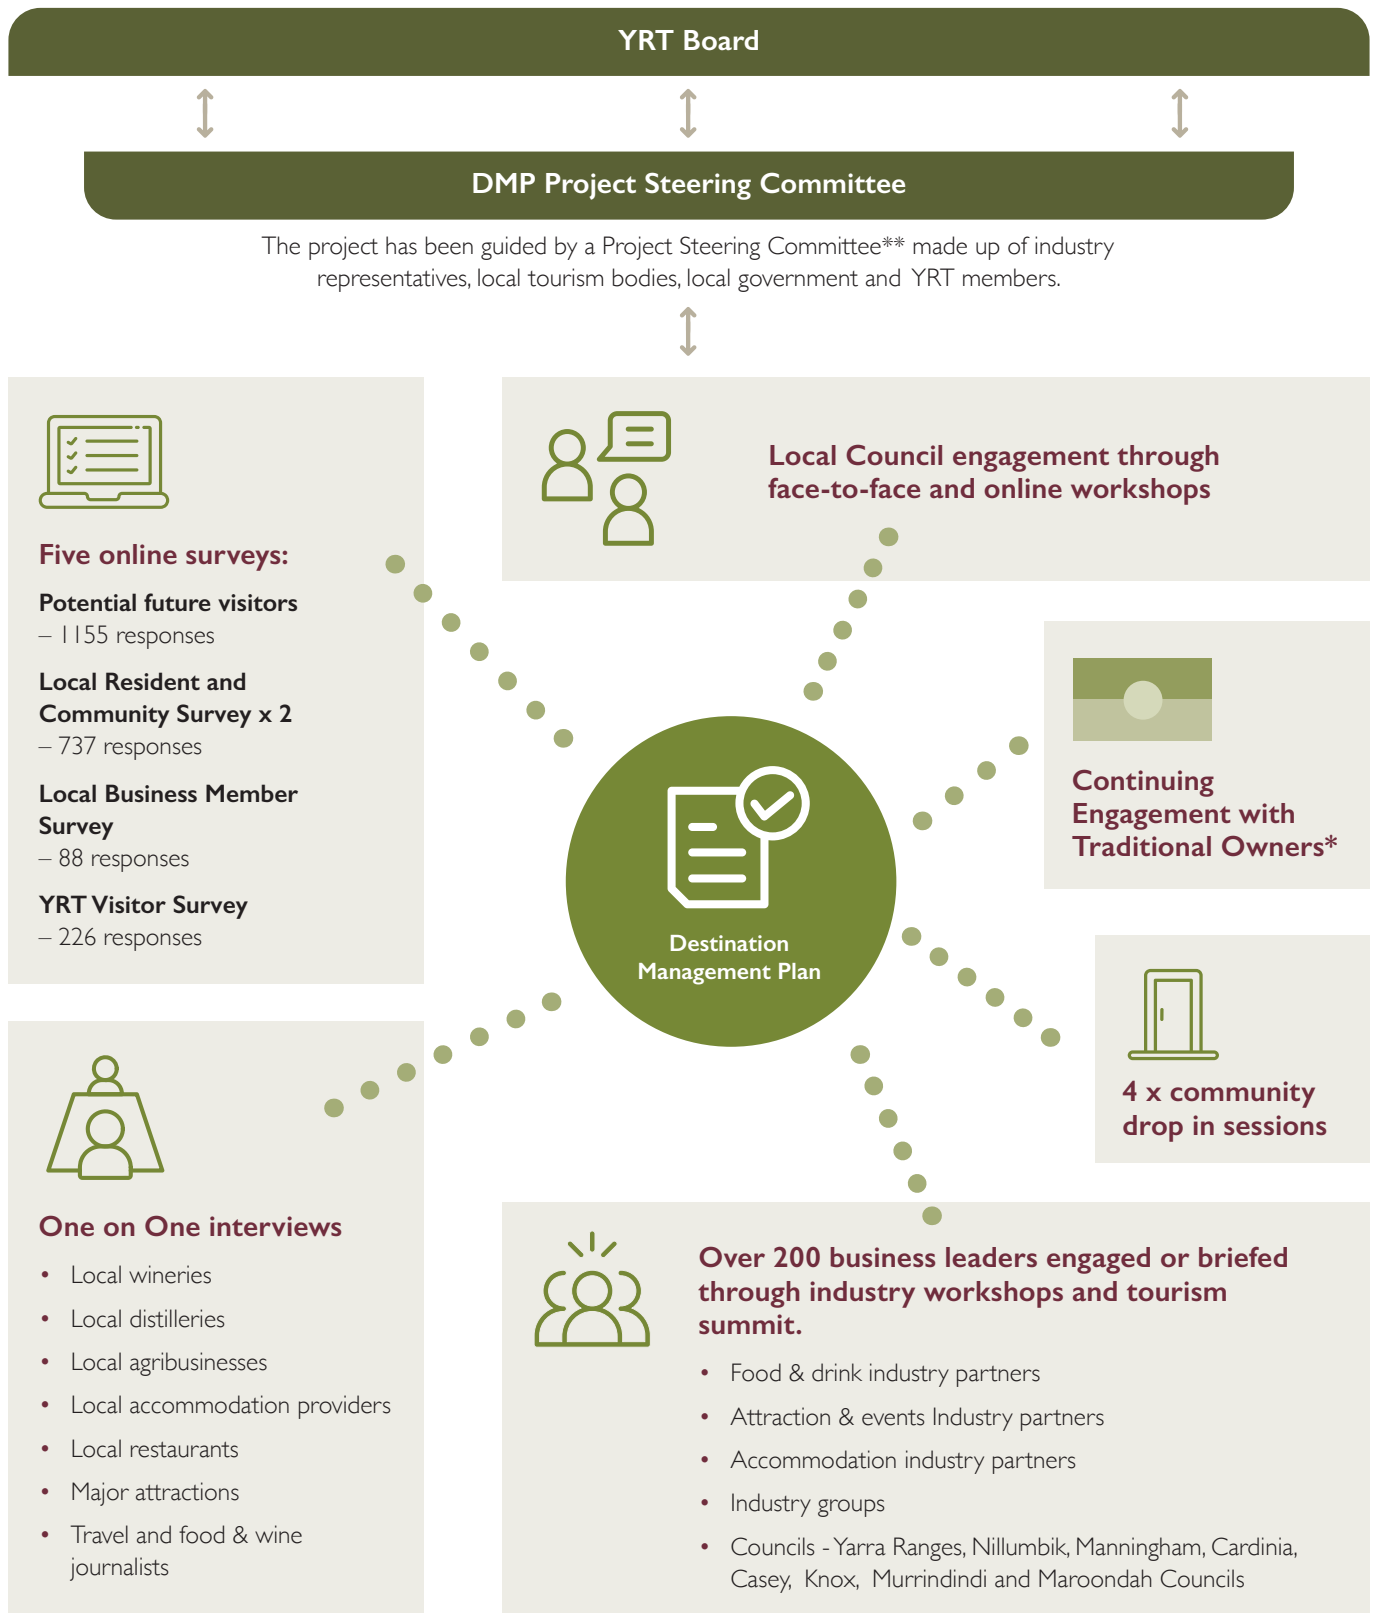 YRT Board
DMP Project Steering Committee
The project has been guided by a Project Steering Committee** made up of industry
representatives, local tourism bodies, local government and YRT members.
Five online surveys:
Potential future visitors
– 1155 responses
Local Resident and
Community Survey x 2
– 737 responses
Local Business Member
Survey
– 88 responses
YRT Visitor Survey
– 226 responses
Local Council engagement through
face-to-face and online workshops
Continuing
Engagement with
Traditional Owners*
Destination
Management Plan
4 x community
drop in sessions
One on One interviews
• Local wineries
• Local distilleries
• Local agribusinesses
• Local accommodation providers
• Local restaurants
• Major attractions
• Travel and food & wine
journalists
Over 200 business leaders engaged or briefed
through industry workshops and tourism
summit.
• Food & drink industry partners
• Attraction & events Industry partners
• Accommodation industry partners
• Industry groups
• Councils - Yarra Ranges, Nillumbik, Manningham, Cardinia,
Casey, Knox, Murrindindi and Maroondah Councils